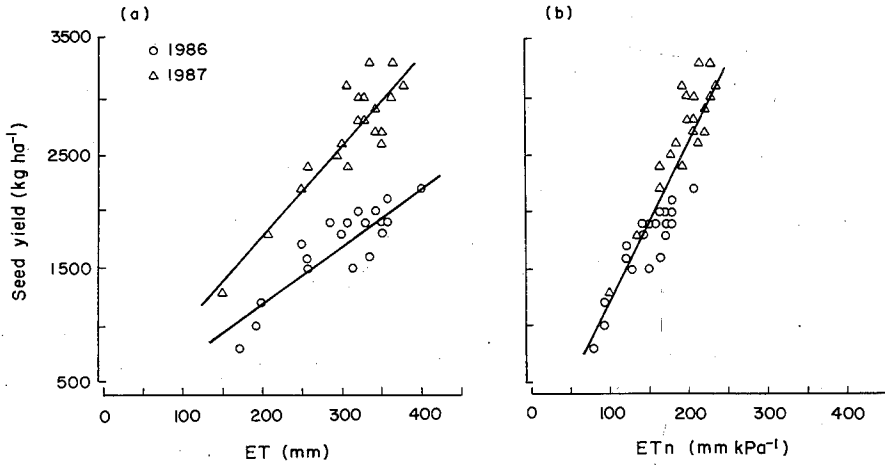 (a)
3500
2500
1500
500
Seed yield (kg ha⁻¹)
○ 1986
△ 1987
0 100 200 300 400
ET (mm)
(b)
0 100 200 300 400
ETn (mm kPa⁻¹)